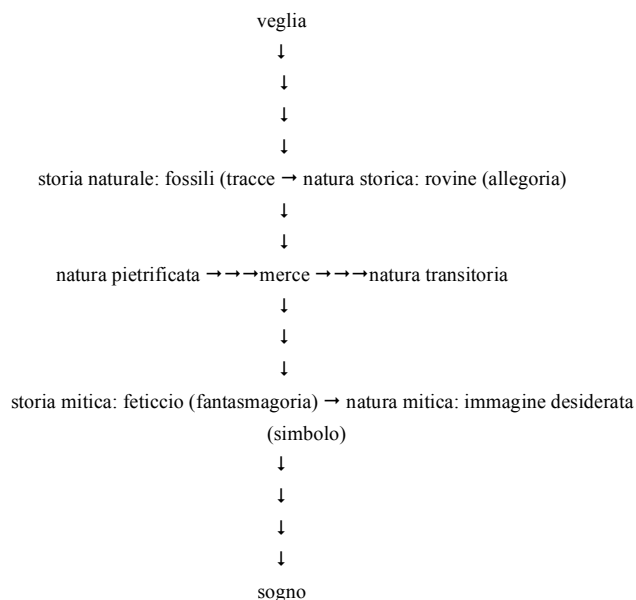 veglia
↓
↓
↓
↓
storia naturale: fossili (tracce → natura storica: rovine (allegoria)
↓
↓
natura pietrificata →→→merce →→→natura transitoria
↓
↓
↓
storia mitica: feticcio (fantasmagoria) → natura mitica: immagine desiderata
(simbolo)
↓
↓
↓
↓
sogno